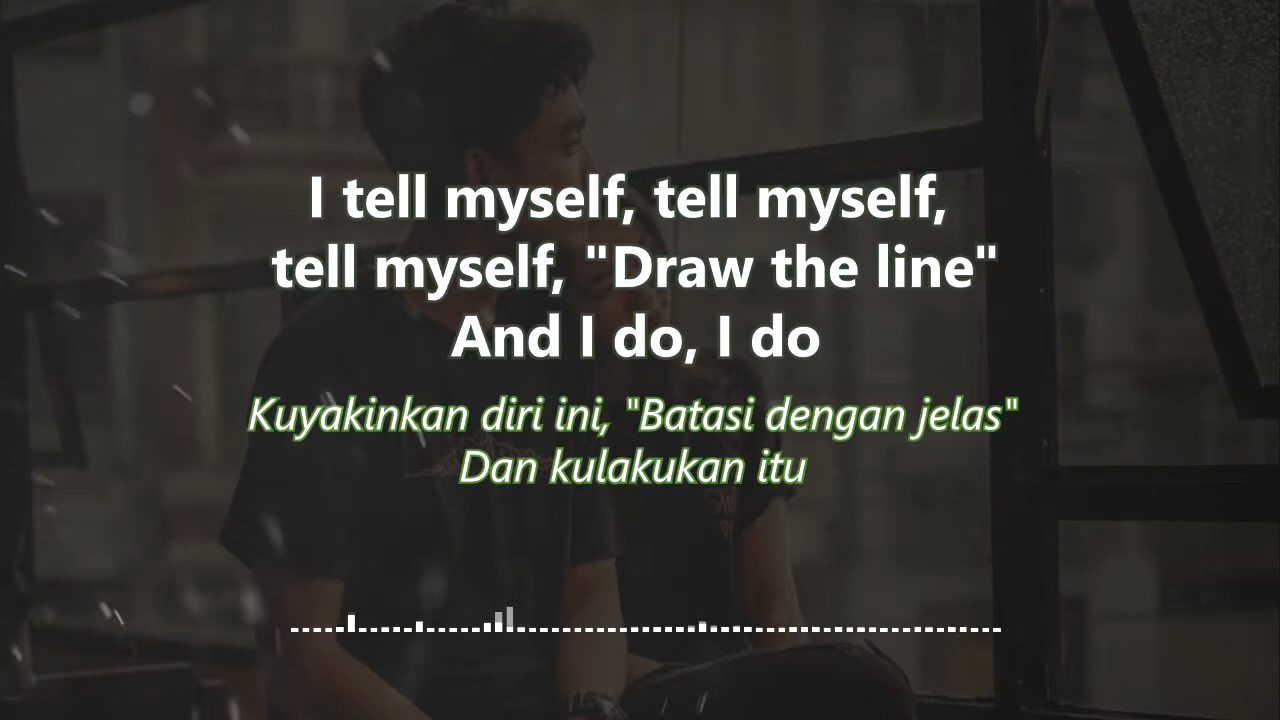 I tell myself, tell myself,
tell myself, "Draw the line"
And I do, I do
Kuyakinkan diri ini, "Batasi dengan jelas"
Dan kulakukan itu